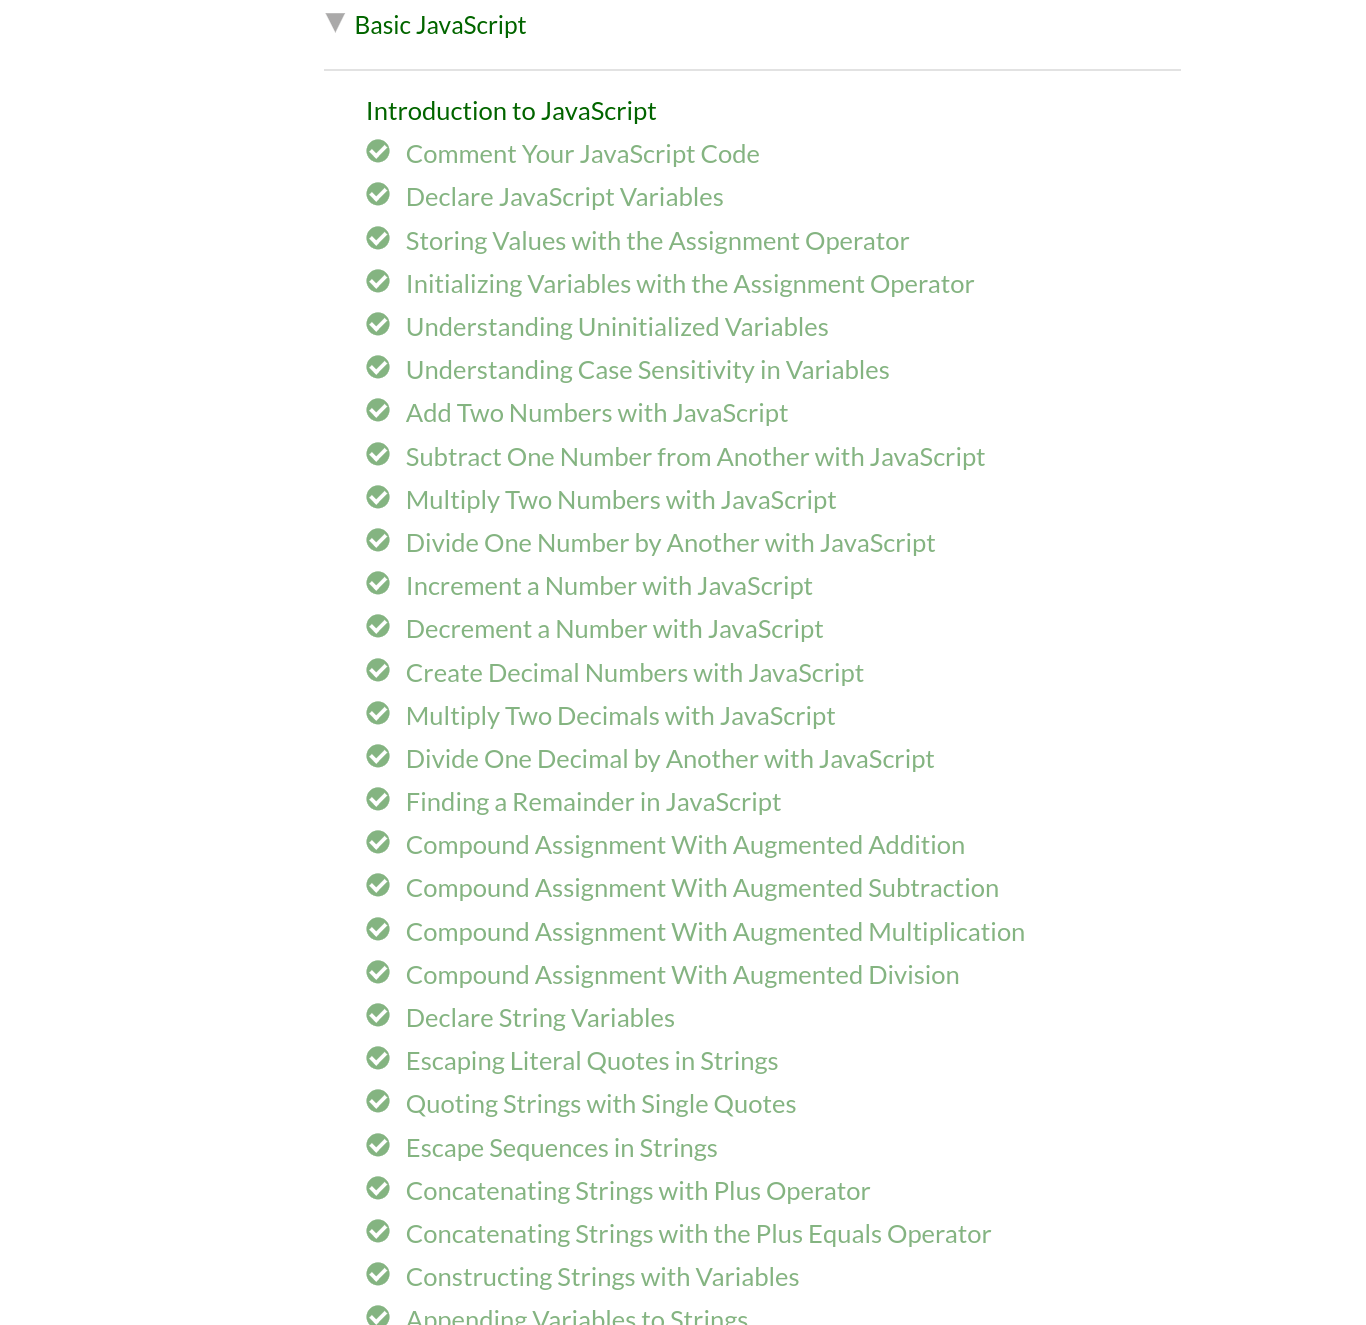 Basic JavaScript
Introduction to JavaScript
Comment Your JavaScript Code
Declare JavaScript Variables
Storing Values with the Assignment Operator
Initializing Variables with the Assignment Operator
Understanding Uninitialized Variables
Understanding Case Sensitivity in Variables
Add Two Numbers with JavaScript
Subtract One Number from Another with JavaScript
Multiply Two Numbers with JavaScript
Divide One Number by Another with JavaScript
Increment a Number with JavaScript
Decrement a Number with JavaScript
Create Decimal Numbers with JavaScript
Multiply Two Decimals with JavaScript
Divide One Decimal by Another with JavaScript
Finding a Remainder in JavaScript
Compound Assignment With Augmented Addition
Compound Assignment With Augmented Subtraction
Compound Assignment With Augmented Multiplication
Compound Assignment With Augmented Division
Declare String Variables
Escaping Literal Quotes in Strings
Quoting Strings with Single Quotes
Escape Sequences in Strings
Concatenating Strings with Plus Operator
Concatenating Strings with the Plus Equals Operator
Constructing Strings with Variables
Appending Variables to Strings